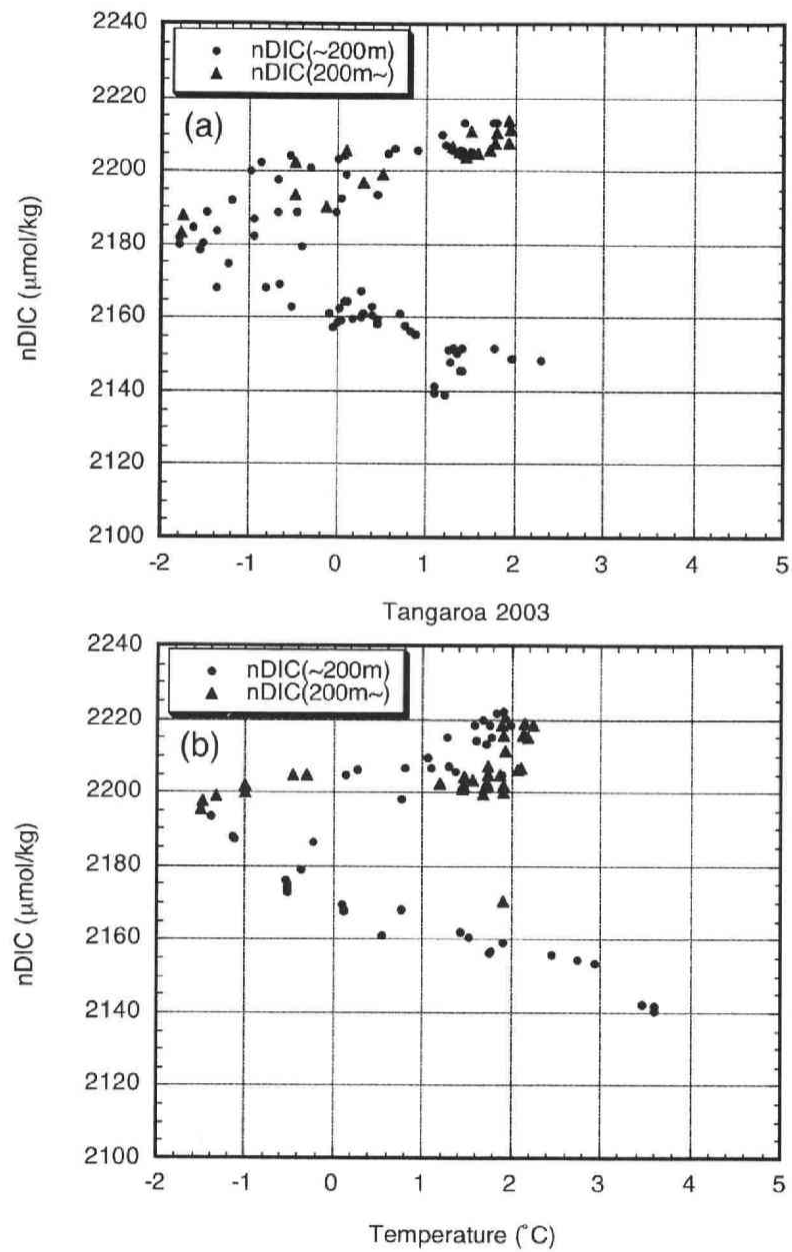 2240
2220
2200
2180
2160
2140
2120
2100
nDIC (μmol/kg)
nDIC(~200m)
nDIC(200m~)
(a)
-2 -1 0 1 2 3 4 5
Tangaroa 2003
2240
2220
2200
2180
2160
2140
2120
2100
nDIC (μmol/kg)
nDIC(~200m)
nDIC(200m~)
(b)
-2 -1 0 1 2 3 4 5
Temperature (˚C)